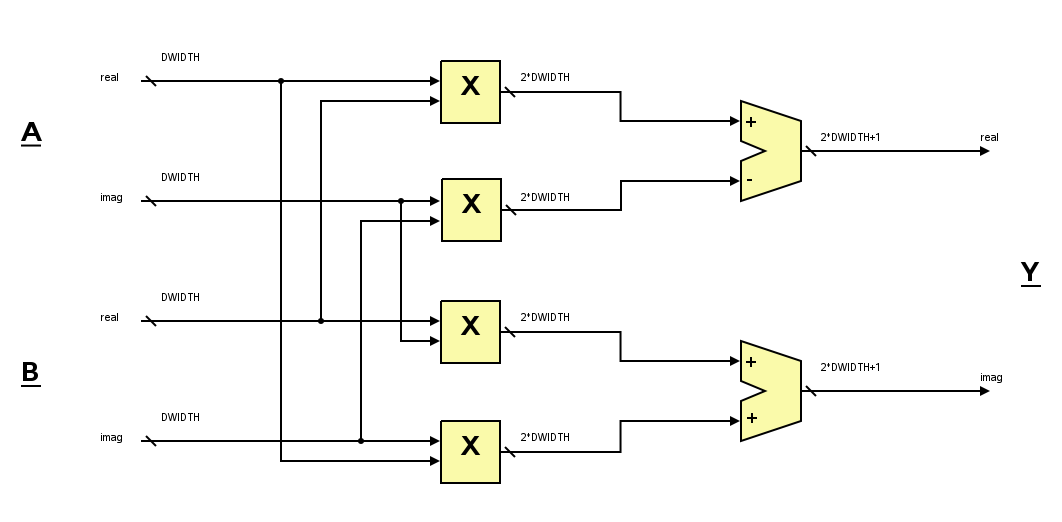 DWIDTH
real
X
2*DWIDTH
+
A
2*DWIDTH+1
real
DWIDTH
imag
X
2*DWIDTH
-
Y
DWIDTH
real
X
2*DWIDTH
+
B
2*DWIDTH+1
imag
DWIDTH
imag
X
2*DWIDTH
+